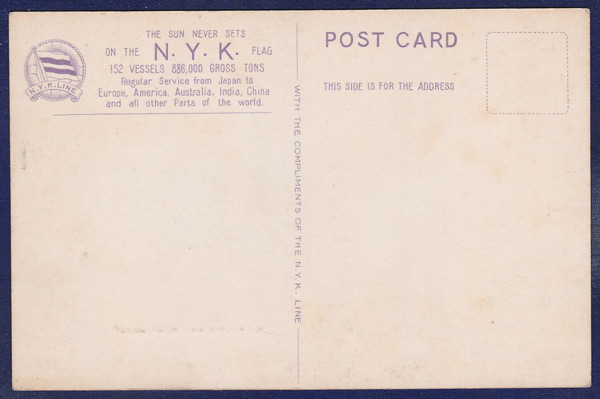 THE SUN NEVER SETS
ON THE N.Y.K. FLAG
152 VESSELS 886,000 GROSS TONS
Regular Service from Japan to
Europe, America, Australia, India, China
and all other Parts of the world.
N.Y.K. LINE
WITH THE COMPLIMENTS OF THE N.Y.K. LINE
POST CARD
THIS SIDE IS FOR THE ADDRESS